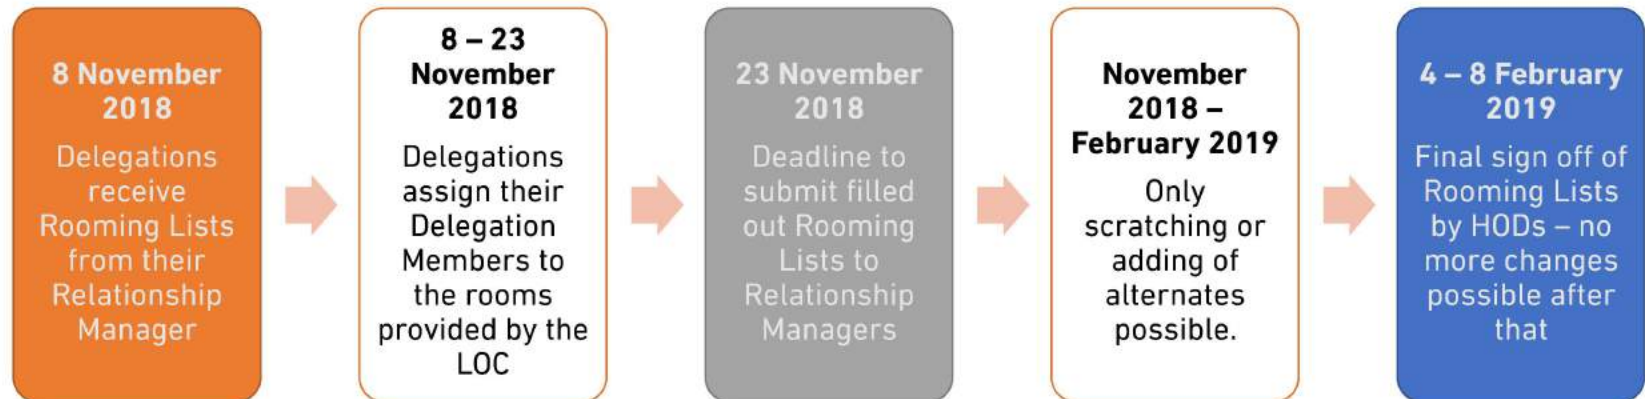 8 November
2018
Delegations
receive
Rooming Lists
from their
Relationship
Manager
8 – 23
November
2018
Delegations
assign their
Delegation
Members to
the rooms
provided by the
LOC
23 November
2018
Deadline to
submit filled
out Rooming
Lists to
Relationship
Managers
November
2018 –
February 2019
Only
scratching or
adding of
alternates
possible.
4 – 8 February
2019
Final sign off of
Rooming Lists
by HODs – no
more changes
possible after
that